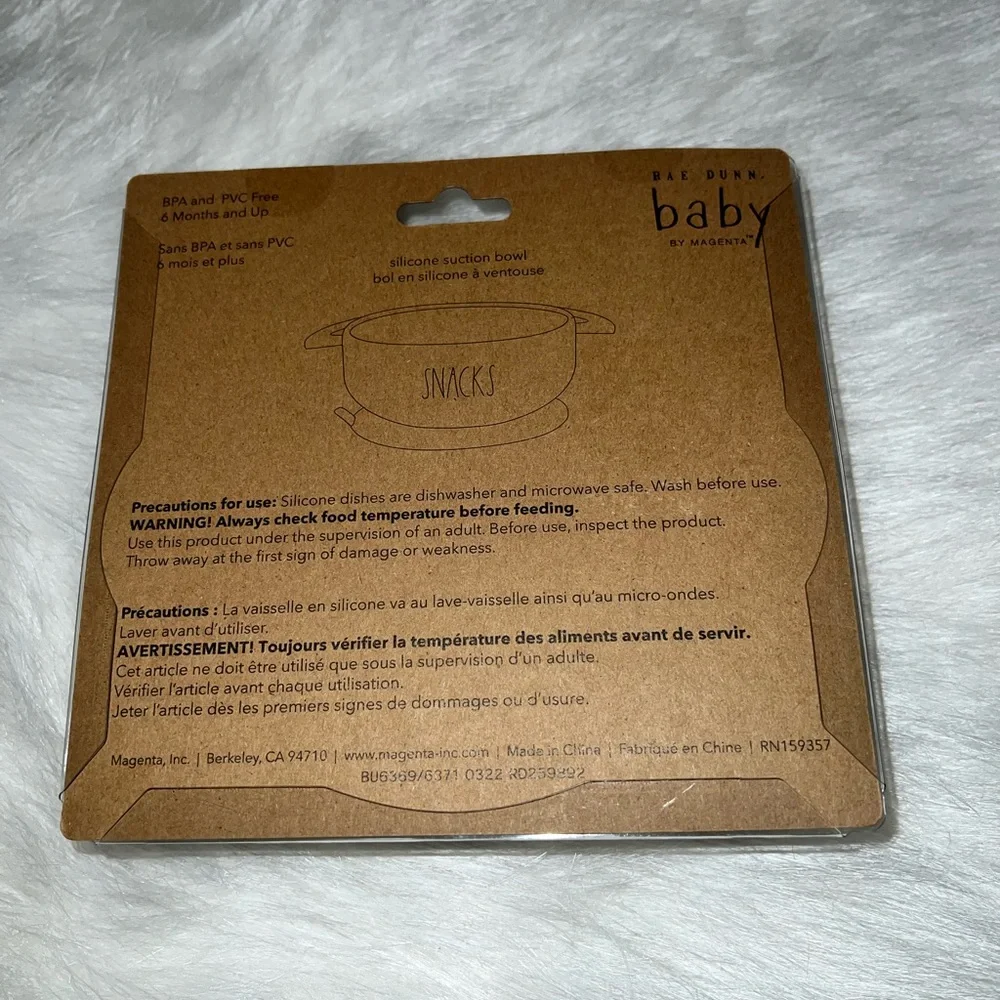 BPA and PVC Free
6 Months and Up
Sans BPA et sans PVC
6 mois et plus
RAE DUNN.
baby
BY MAGENTA™
silicone suction bowl
bol en silicone à ventouse
SNACKS
Precautions for use: Silicone dishes are dishwasher and microwave safe. Wash before use.
WARNING! Always check food temperature before feeding.
Use this product under the supervision of an adult. Before use, inspect the product.
Throw away at the first sign of damage or weakness.
Précautions : La vaisselle en silicone va au lave-vaisselle ainsi qu'au micro-ondes.
Laver avant d'utiliser.
AVERTISSEMENT! Toujours vérifier la température des aliments avant de servir.
Cet article ne doit être utilisé que sous la supervision d'un adulte.
Vérifier l'article avant chaque utilisation.
Jeter l'article dès les premiers signes de dommages ou d'usure.
Magenta, Inc. | Berkeley, CA 94710 | www.magenta-inc.com | Made in China | Fabriqué en Chine | RN159357
BU6369/6371 0322 RD259892